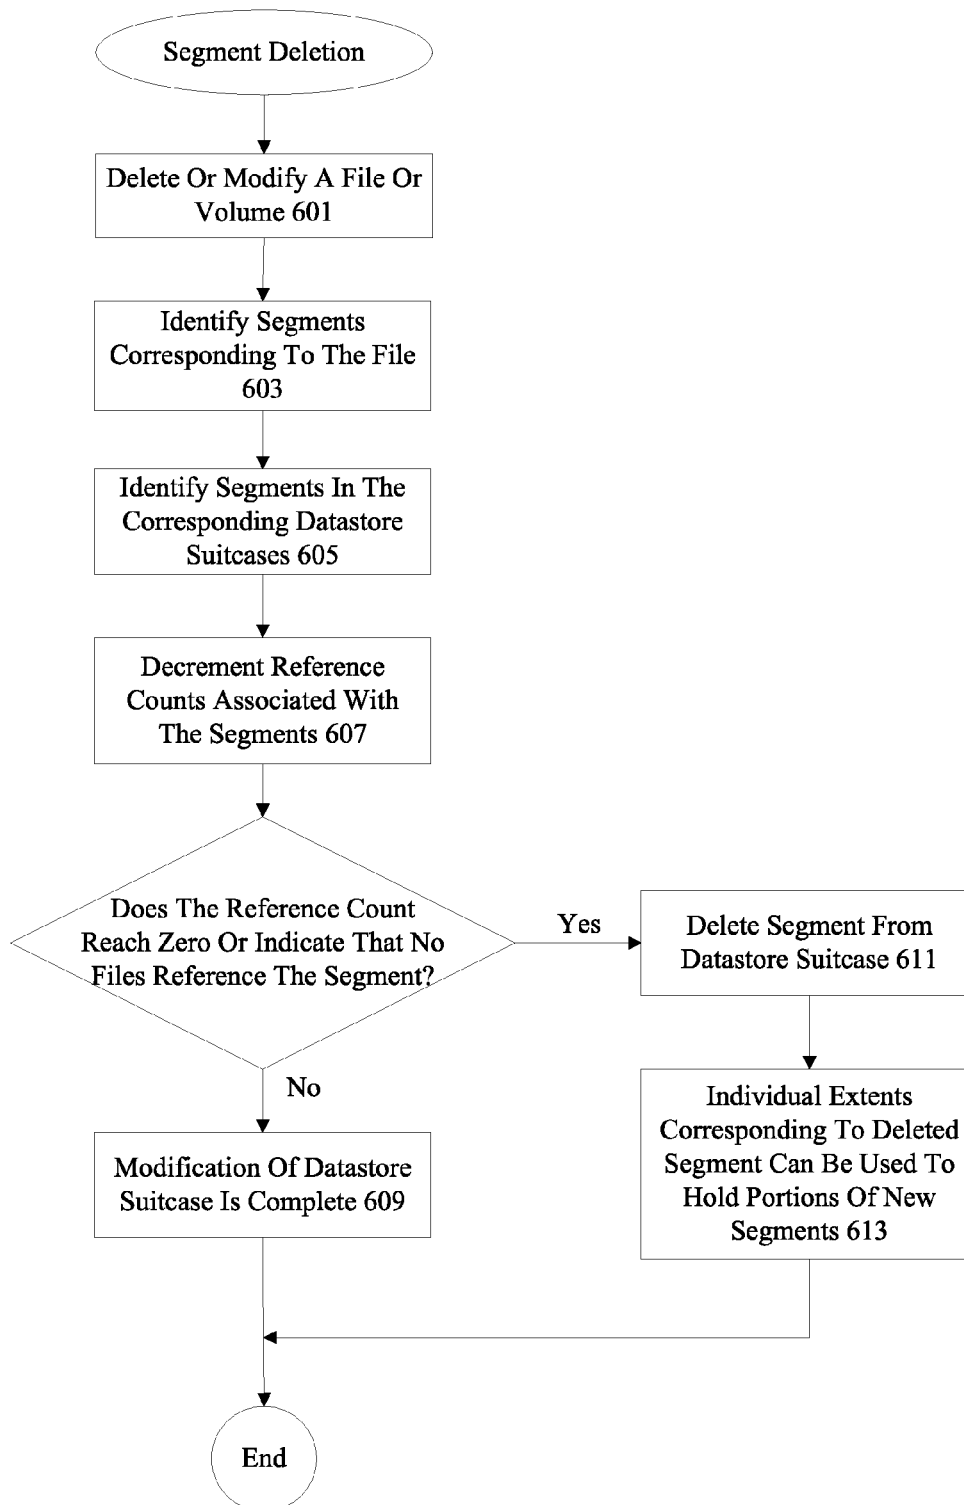 Segment Deletion
Delete Or Modify A File Or
Volume 601
Identify Segments
Corresponding To The File
603
Identify Segments In The
Corresponding Datastore
Suitcases 605
Decrement Reference
Counts Associated With
The Segments 607
Does The Reference Count
Reach Zero Or Indicate That No
Files Reference The Segment?
Yes
Delete Segment From
Datastore Suitcase 611
No
Individual Extents
Corresponding To Deleted
Segment Can Be Used To
Hold Portions Of New
Segments 613
Modification Of Datastore
Suitcase Is Complete 609
End